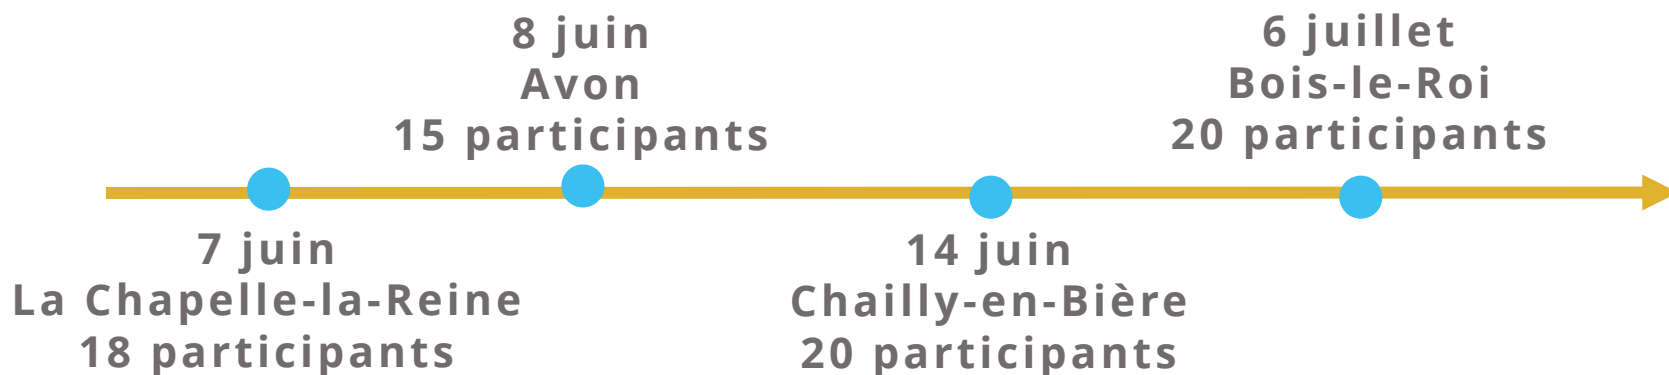 7 juin
La Chapelle-la-Reine
18 participants
8 juin
Avon
15 participants
14 juin
Chailly-en-Bière
20 participants
6 juillet
Bois-le-Roi
20 participants